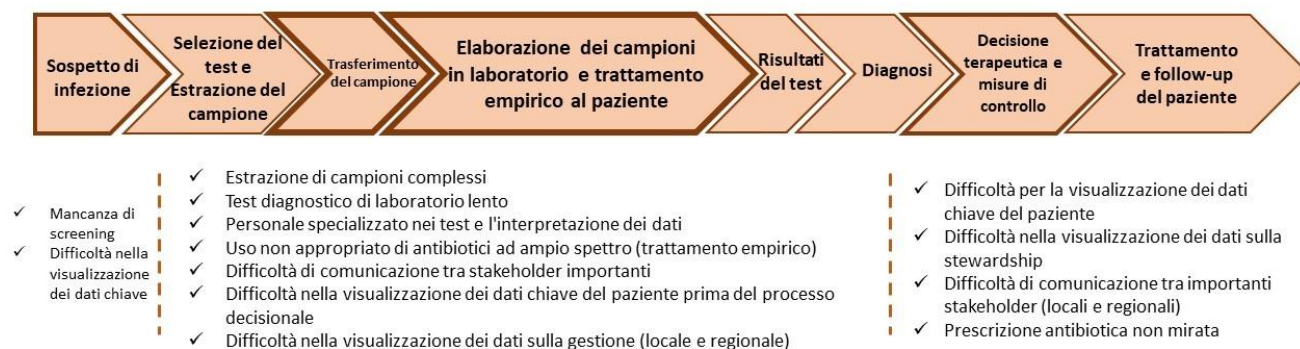 Sospetto di
infezione
Selezione del
test e
Estrazione del
campione
Trasferimento
del campione
Elaborazione dei campioni
in laboratorio e trattamento
empirico al paziente
Risultati
del test
Diagnosi
Decisione
terapeutica e
misure di
controllo
Trattamento
e follow-up
del paziente
✓ Mancanza di
screening
✓ Difficoltà nella
visualizzazione
dei dati chiave
✓ Estrazione di campioni complessi
✓ Test diagnostico di laboratorio lento
✓ Personale specializzato nei test e l'interpretazione dei dati
✓ Uso non appropriato di antibiotici ad ampio spettro (trattamento empirico)
✓ Difficoltà di comunicazione tra stakeholder importanti
✓ Difficoltà nella visualizzazione dei dati chiave del paziente prima del processo
decisionale
✓ Difficoltà nella visualizzazione dei dati sulla gestione (locale e regionale)
✓ Difficoltà per la visualizzazione dei dati
chiave del paziente
✓ Difficoltà nella visualizzazione dei dati sulla
stewardship
✓ Difficoltà di comunicazione tra importanti
stakeholder (locali e regionali)
✓ Prescrizione antibiotica non mirata